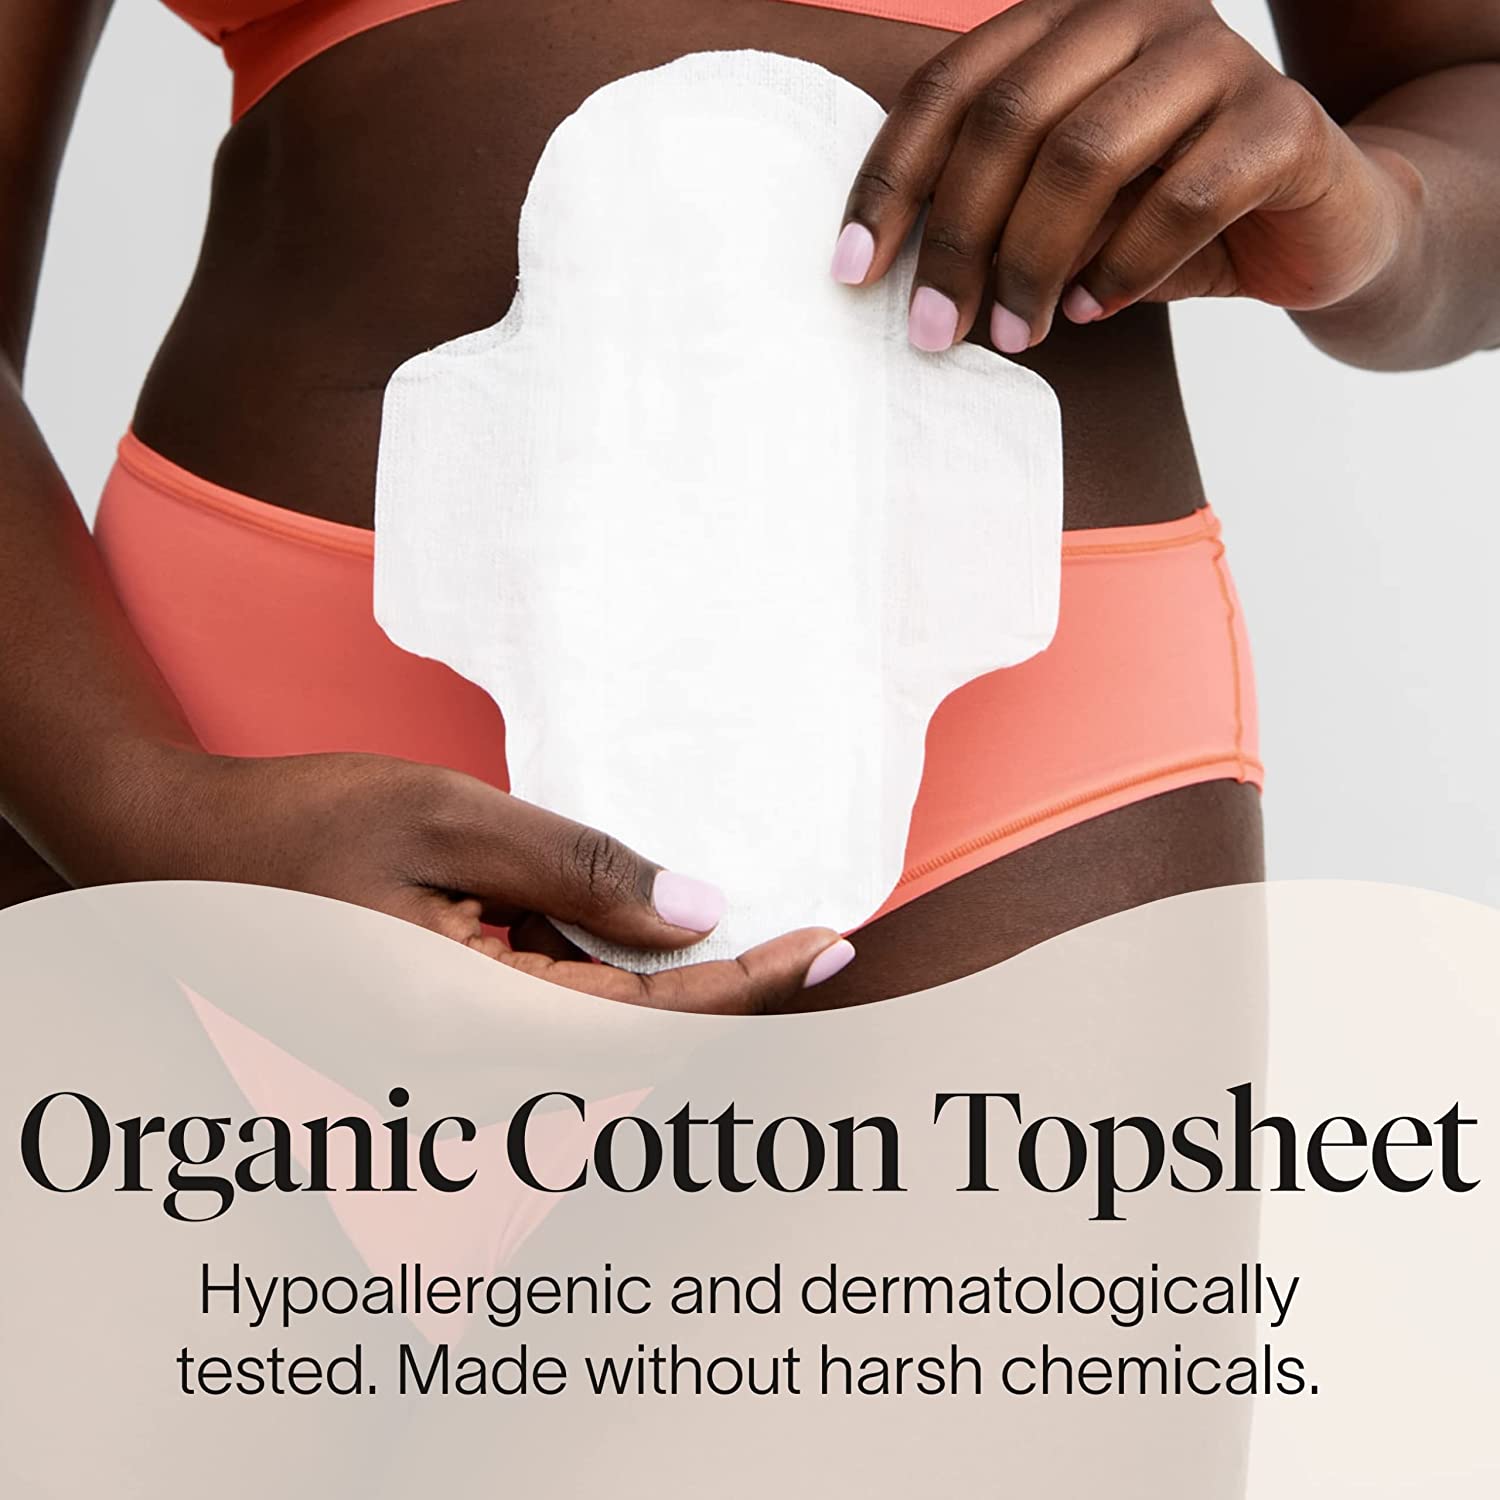 Organic Cotton Topsheet
Hypoallergenic and dermatologically
tested. Made without harsh chemicals.